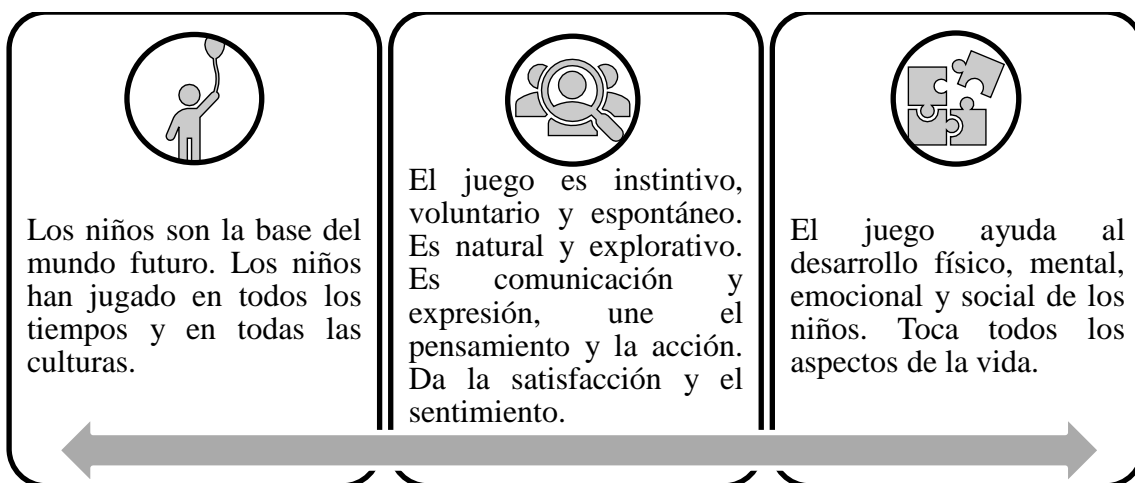 Los niños son la base del
mundo futuro. Los niños
han jugado en todos los
tiempos y en todas las
culturas.
El juego es instintivo,
voluntario y espontáneo.
Es natural y explorativo.
Es comunicación y
expresión, une el
pensamiento y la acción.
Da la satisfacción y el
sentimiento.
El juego ayuda al
desarrollo físico, mental,
emocional y social de los
niños. Toca todos los
aspectos de la vida.